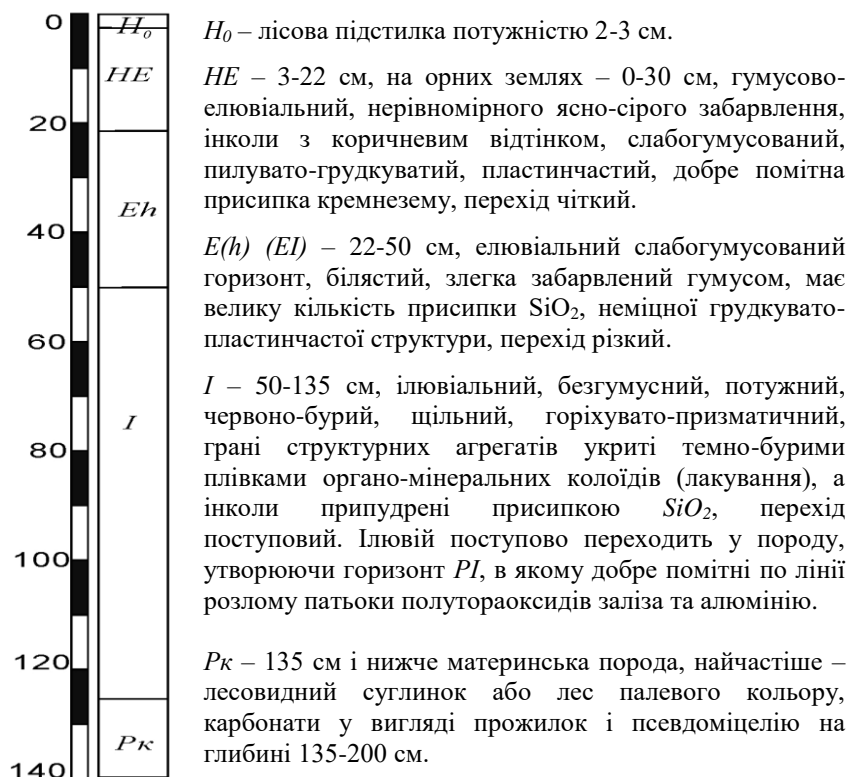 0
H₀
H₀ – лісова підстилка потужністю 2-3 см.
HE
HE – 3-22 см, на орних землях – 0-30 см, гумусово-
елювіальний, нерівномірного ясно-сірого забарвлення,
20
інколи з коричневим відтінком, слабогумусований,
пилувато-грудкуватий, пластинчастий, добре помітна
присипка кремнезему, перехід чіткий.
Eh
40
E(h) (EI) – 22-50 см, елювіальний слабогумусований
горизонт, білястий, злегка забарвлений гумусом, має
велику кількість присипки SiO₂, неміцної грудкувато-
пластинчастої структури, перехід різкий.
60
I – 50-135 см, ілювіальний, безгумусний, потужний,
I
червоно-бурий, щільний, горіхувато-призматичний,
80
грані структурних агрегатів укриті темно-бурими
плівками органо-мінеральних колоїдів (лакування), а
інколи припудрені присипкою SiO₂, перехід
поступовий. Ілювій поступово переходить у породу,
100
утворюючи горизонт PI, в якому добре помітні по лінії
розлому патьоки полутораоксидів заліза та алюмінію.
120
Рк – 135 см і нижче материнська порода, найчастіше –
лесовидний суглинок або лес палевого кольору,
карбонати у вигляді прожилок і псевдоміцелію на
Рк
глибині 135-200 см.
140